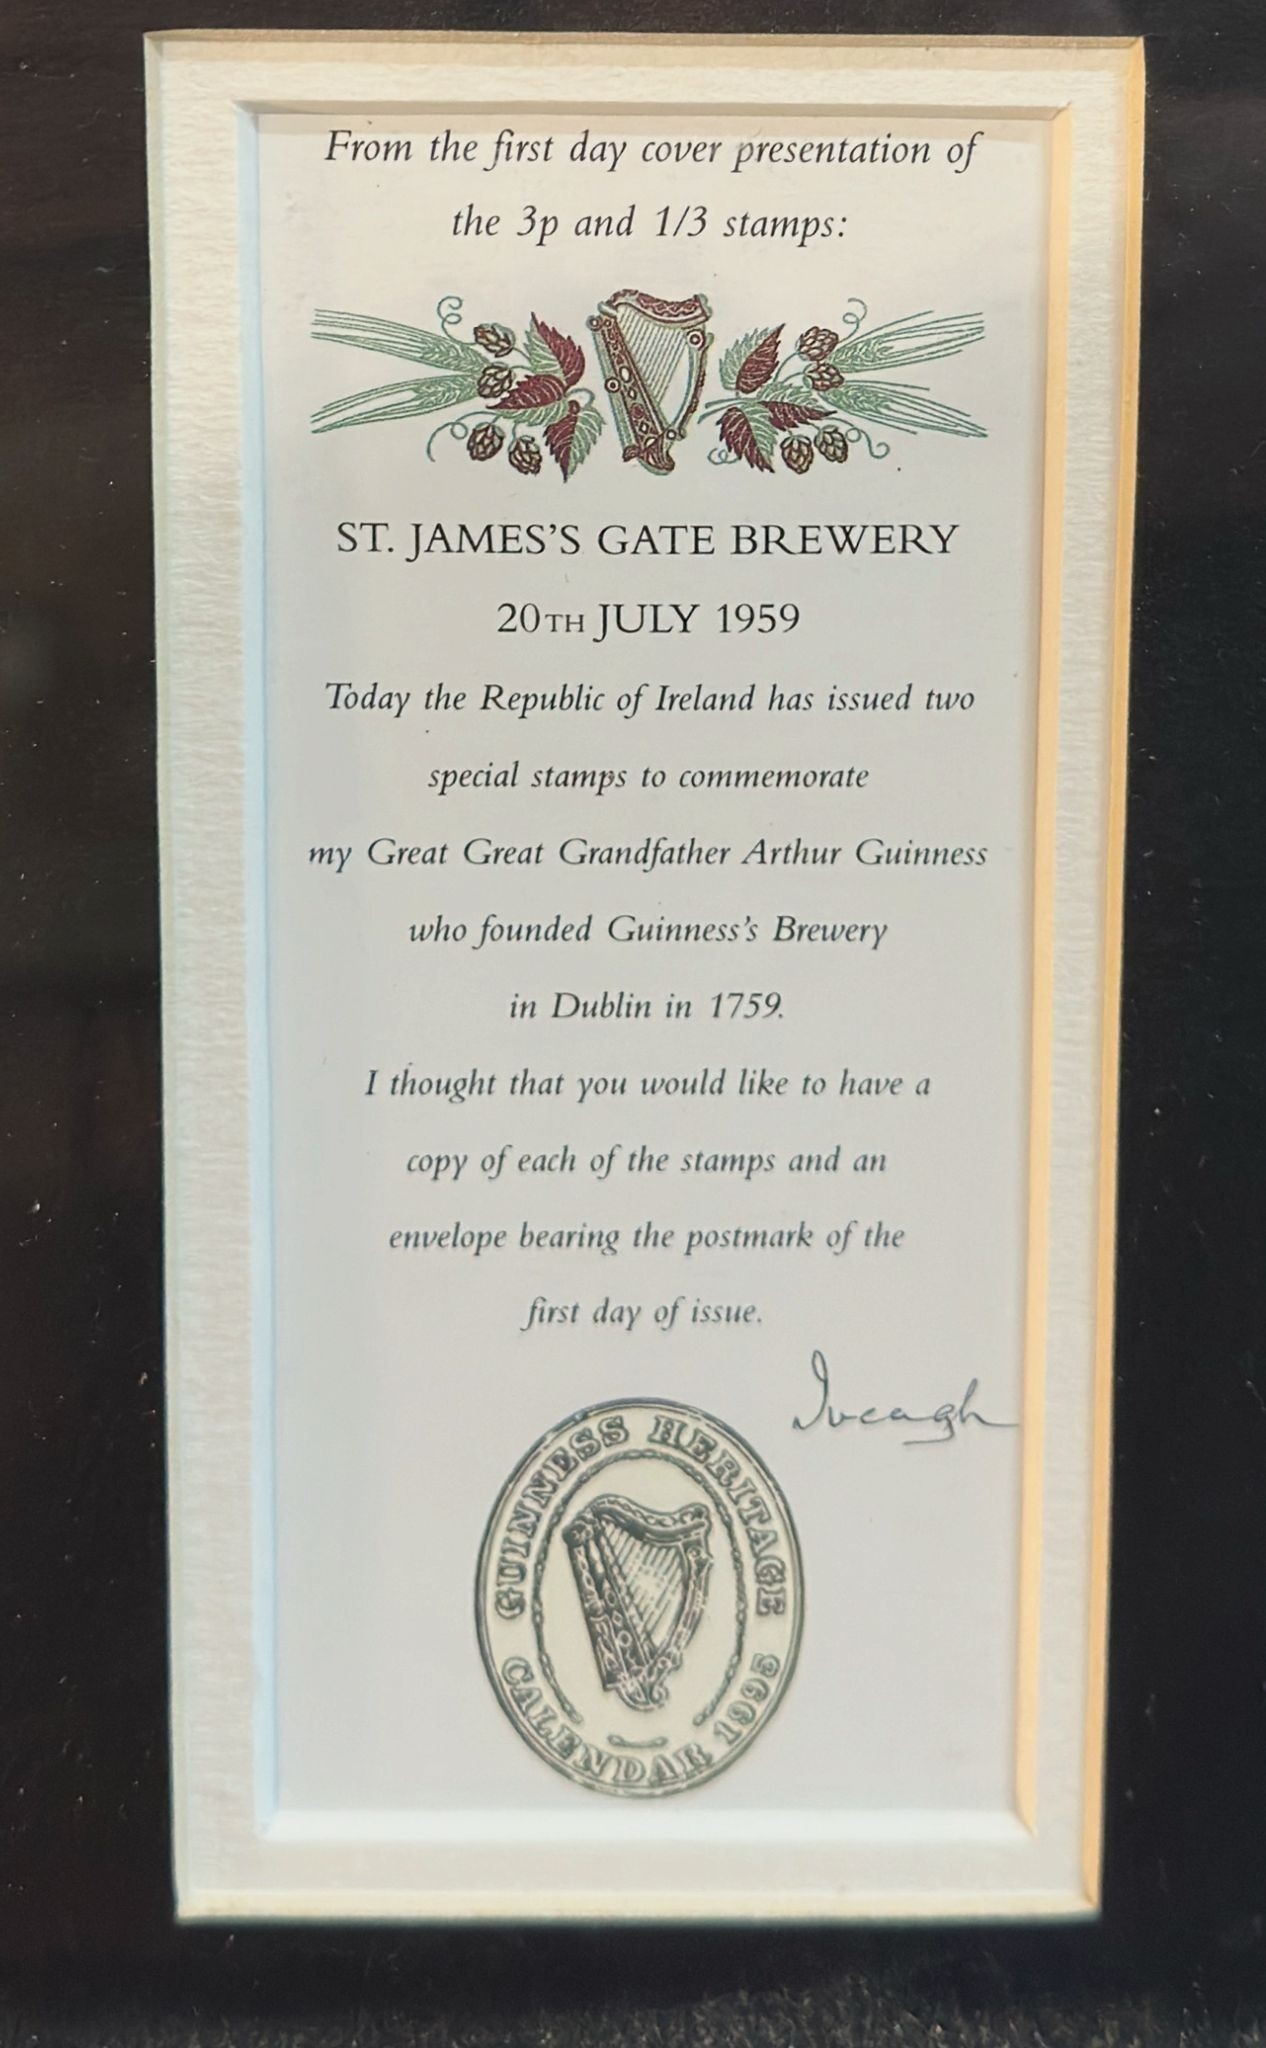 From the first day cover presentation of
the 3p and 1/3 stamps:
ST. JAMES'S GATE BREWERY
20TH JULY 1959
Today the Republic of Ireland has issued two
special stamps to commemorate
my Great Great Grandfather Arthur Guinness
who founded Guinness's Brewery
in Dublin in 1759.
I thought that you would like to have a
copy of each of the stamps and an
envelope bearing the postmark of the
first day of issue.
Iveagh
GUINNESS HERITAGE
CALENDAR 1995